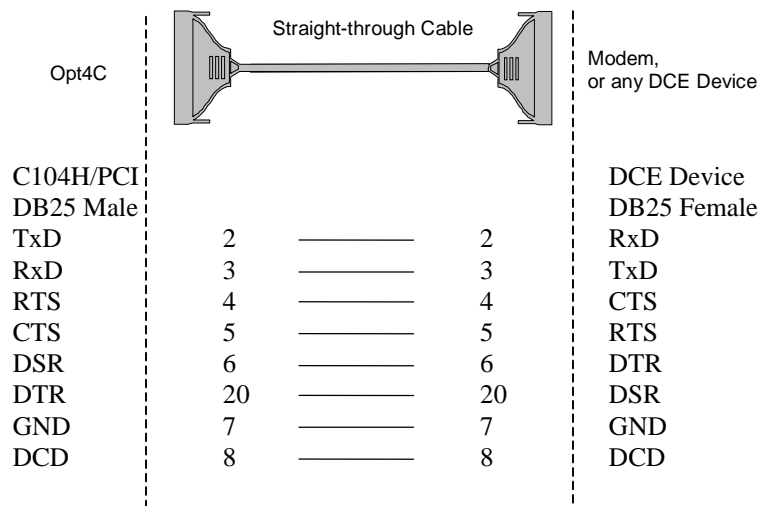 Straight-through Cable
Opt4C
Modem,
or any DCE Device
C104H/PCI DCE Device
DB25 Male DB25 Female
TxD 2 2 RxD
RxD 3 3 TxD
RTS 4 4 CTS
CTS 5 5 RTS
DSR 6 6 DTR
DTR 20 20 DSR
GND 7 7 GND
DCD 8 8 DCD